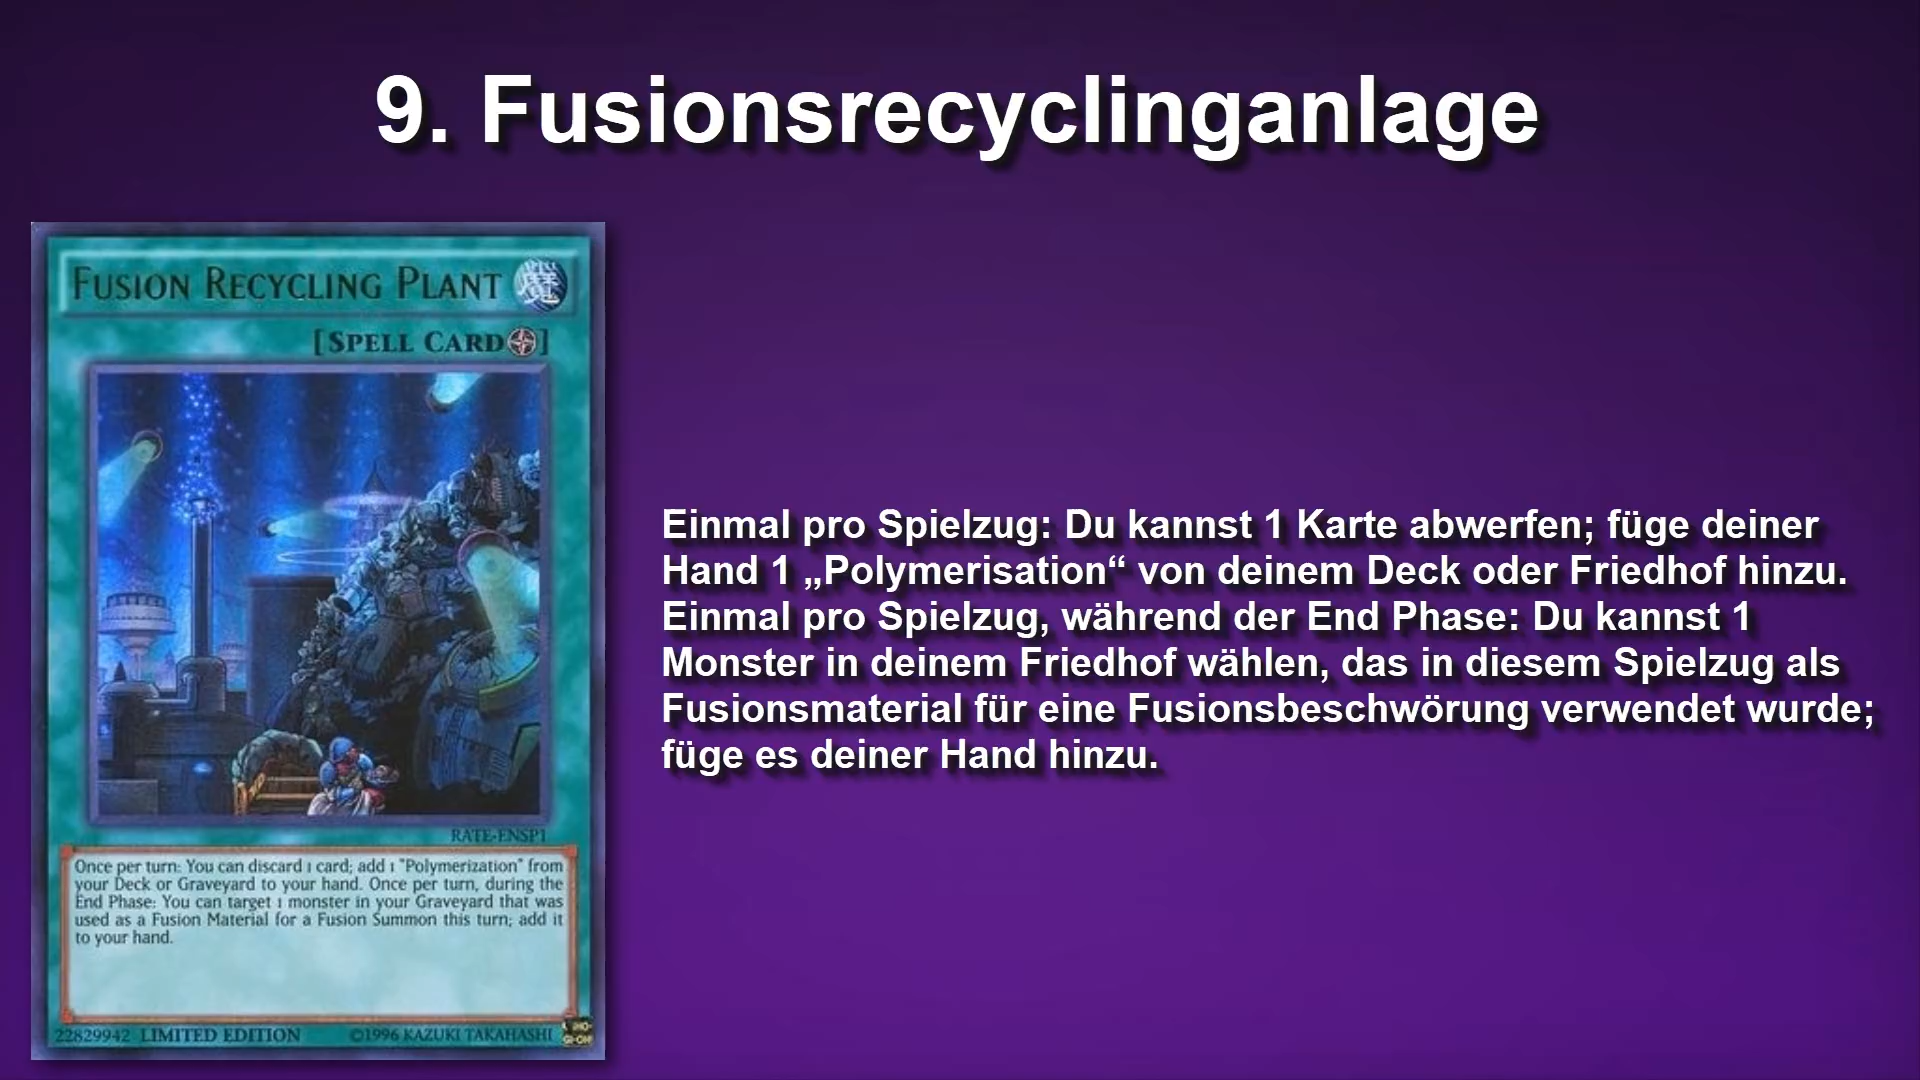 9. Fusionsrecyclinganlage
FUSION RECYCLING PLANT
[SPELL CARD]
RATE-ENSP1
Once per turn: You can discard 1 card; add 1 "Polymerization" from
your Deck or Graveyard to your hand. Once per turn, during the
End Phase: You can target 1 monster in your Graveyard that was
used as a Fusion Material for a Fusion Summon this turn; add it
to your hand.
22829942 LIMITED EDITION ©1996 KAZUKI TAKAHASHI
Einmal pro Spielzug: Du kannst 1 Karte abwerfen; füge deiner
Hand 1 „Polymerisation“ von deinem Deck oder Friedhof hinzu.
Einmal pro Spielzug, während der End Phase: Du kannst 1
Monster in deinem Friedhof wählen, das in diesem Spielzug als
Fusionsmaterial für eine Fusionsbeschwörung verwendet wurde;
füge es deiner Hand hinzu.